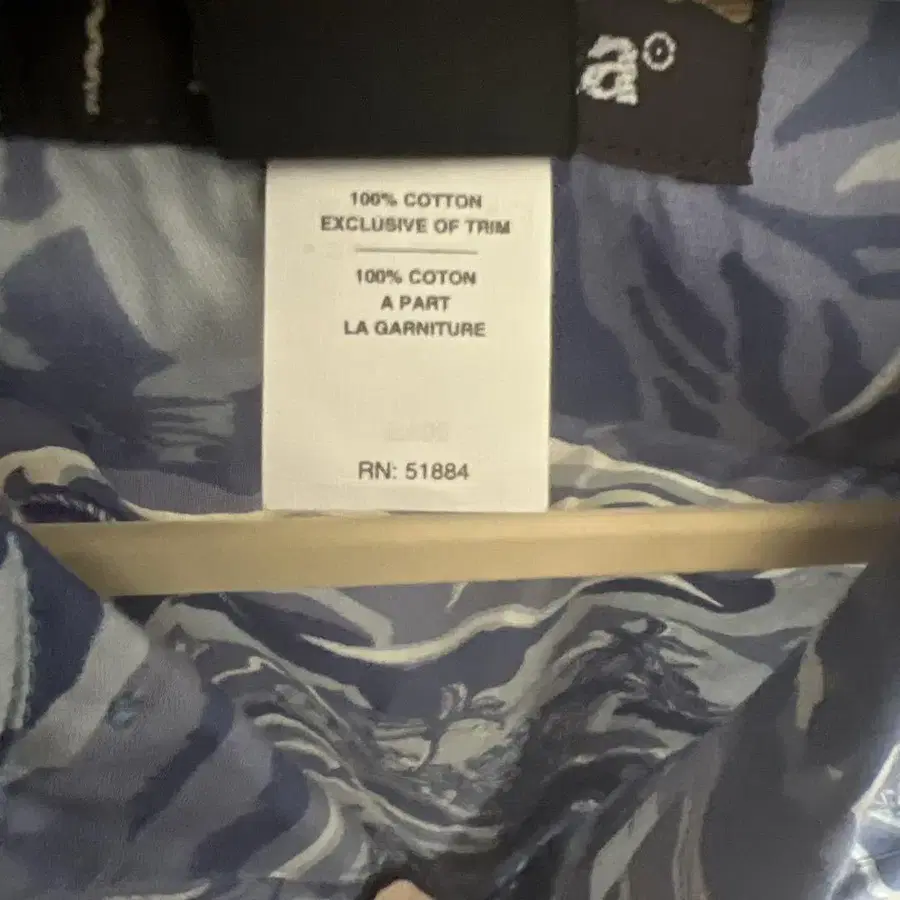 a
100% COTTON
EXCLUSIVE OF TRIM
100% COTON
A PART
LA GARNITURE
RN: 51884